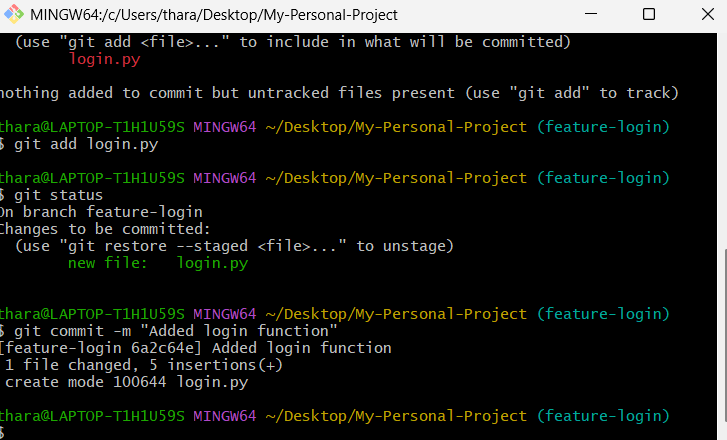 MINGW64:/c/Users/thara/Desktop/My-Personal-Project
(use "git add <file>..." to include in what will be committed)
login.py
nothing added to commit but untracked files present (use "git add" to track)
thara@LAPTOP-T1H1U59S MINGW64 ~/Desktop/My-Personal-Project (feature-login)
$ git add login.py
thara@LAPTOP-T1H1U59S MINGW64 ~/Desktop/My-Personal-Project (feature-login)
$ git status
On branch feature-login
Changes to be committed:
(use "git restore --staged <file>..." to unstage)
new file:   login.py
thara@LAPTOP-T1H1U59S MINGW64 ~/Desktop/My-Personal-Project (feature-login)
$ git commit -m "Added login function"
[feature-login 6a2c64e] Added login function
1 file changed, 5 insertions(+)
create mode 100644 login.py
thara@LAPTOP-T1H1U59S MINGW64 ~/Desktop/My-Personal-Project (feature-login)
$